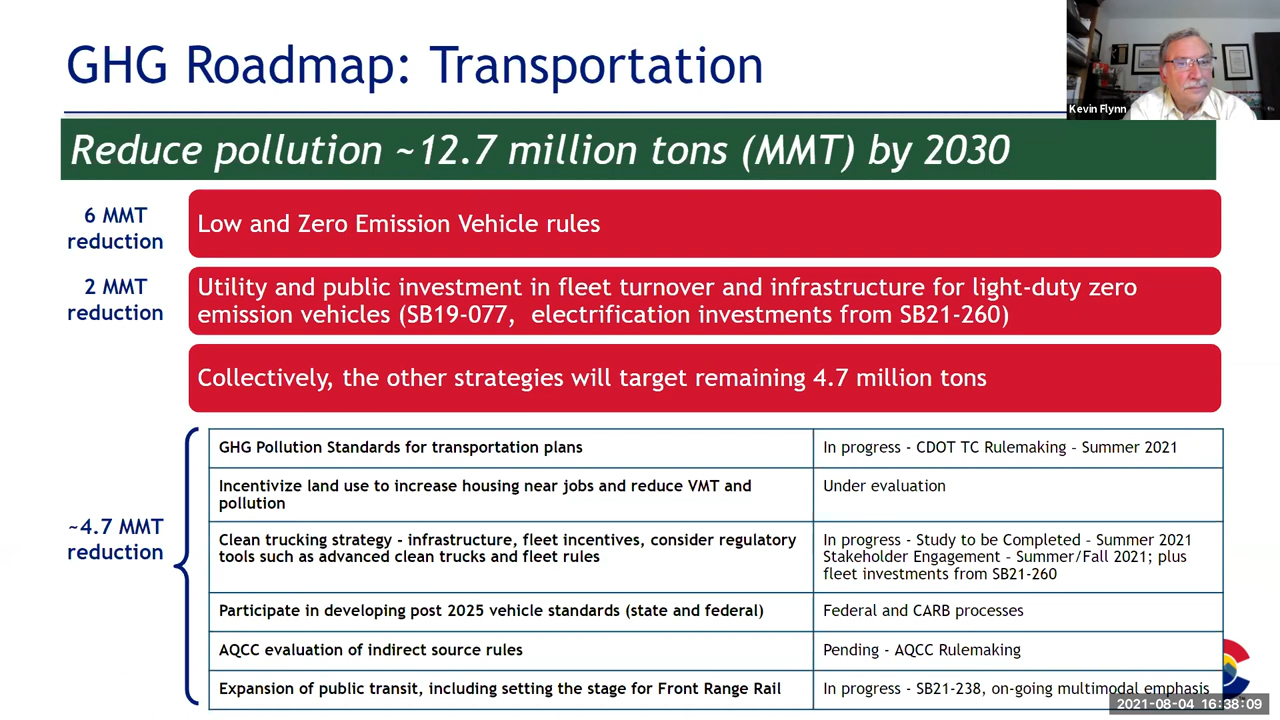 GHG Roadmap: Transportation
Kevin Flynn
Reduce pollution ~12.7 million tons (MMT) by 2030
6 MMT
reduction
Low and Zero Emission Vehicle rules
2 MMT
reduction
Utility and public investment in fleet turnover and infrastructure for light-duty zero
emission vehicles (SB19-077, electrification investments from SB21-260)
Collectively, the other strategies will target remaining 4.7 million tons
~4.7 MMT
reduction
GHG Pollution Standards for transportation plans
In progress - CDOT TC Rulemaking – Summer 2021
Incentivize land use to increase housing near jobs and reduce VMT and
pollution
Under evaluation
Clean trucking strategy - infrastructure, fleet incentives, consider regulatory
tools such as advanced clean trucks and fleet rules
In progress - Study to be Completed – Summer 2021
Stakeholder Engagement – Summer/Fall 2021; plus
fleet investments from SB21-260
Participate in developing post 2025 vehicle standards (state and federal)
Federal and CARB processes
AQCC evaluation of indirect source rules
Pending - AQCC Rulemaking
Expansion of public transit, including setting the stage for Front Range Rail
In progress - SB21-238, on-going multimodal emphasis
2021-08-04 16:38:09